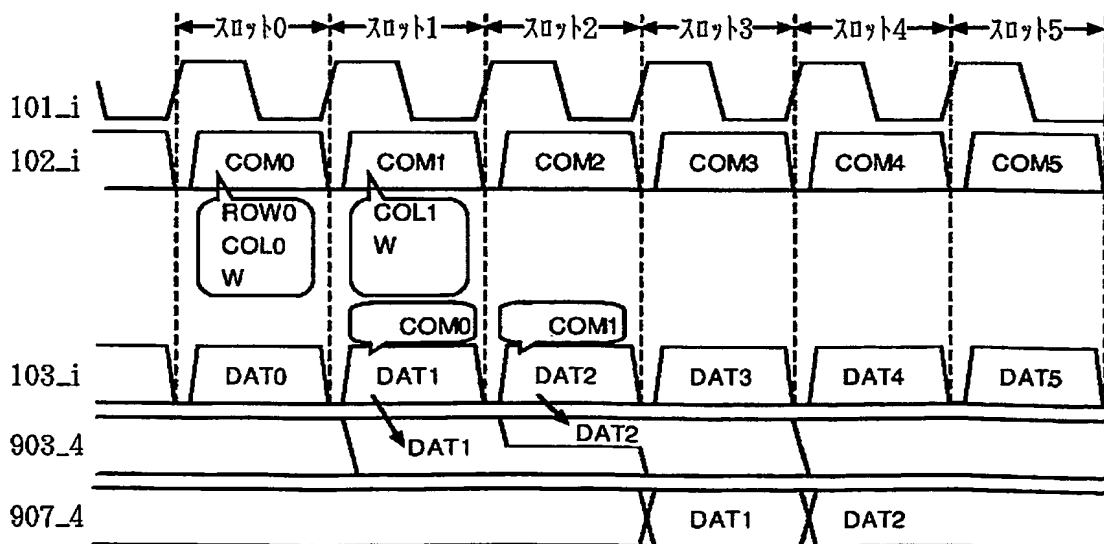 スロット0 スロット1 スロット2 スロット3 スロット4 スロット5
101_i
102_i COM0 COM1 COM2 COM3 COM4 COM5
ROW0 COL1
COL0 W
W
COM0 COM1
103_i DAT0 DAT1 DAT2 DAT3 DAT4 DAT5
903_4 DAT1 DAT2
907_4 DAT1 DAT2